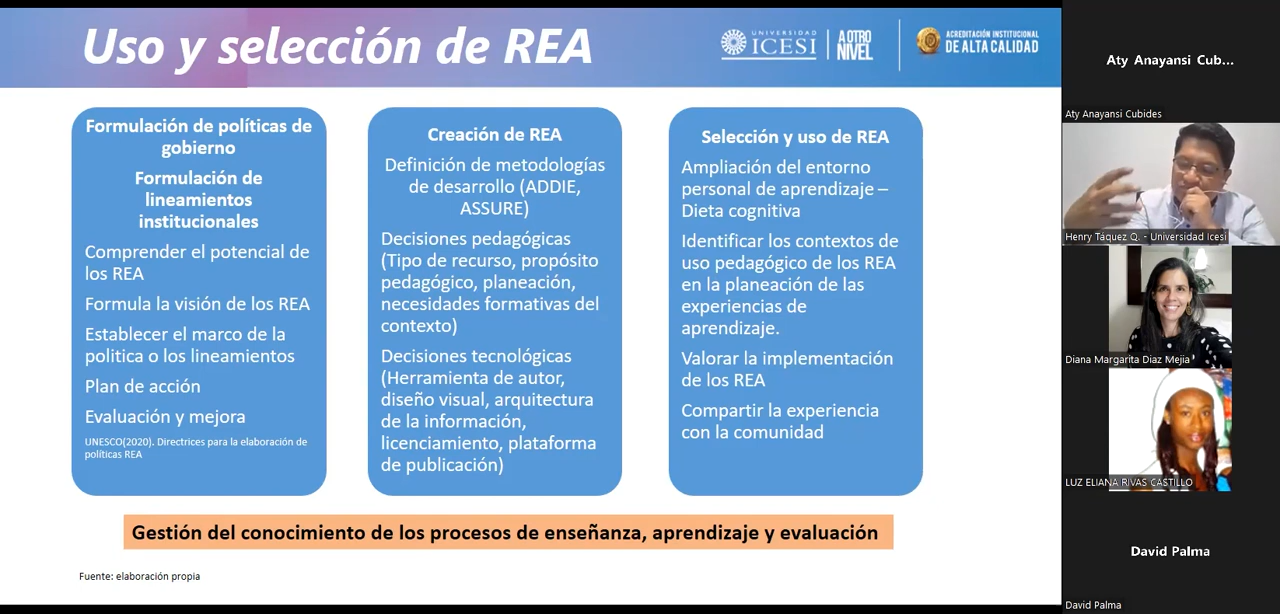 Uso y selección de REA
UNIVERSIDAD
ICESI
A OTRO
NIVEL
ACREDITACIÓN INSTITUCIONAL
DE ALTA CALIDAD
Formulación de políticas de
gobierno
Formulación de
lineamientos
institucionales
Comprender el potencial de
los REA
Formula la visión de los REA
Establecer el marco de la
politica o los lineamientos
Plan de acción
Evaluación y mejora
UNESCO(2020). Directrices para la elaboración de
políticas REA
Creación de REA
Definición de metodologías
de desarrollo (ADDIE,
ASSURE)
Decisiones pedagógicas
(Tipo de recurso, propósito
pedagógico, planeación,
necesidades formativas del
contexto)
Decisiones tecnológicas
(Herramienta de autor,
diseño visual, arquitectura
de la información,
licenciamiento, plataforma
de publicación)
Selección y uso de REA
Ampliación del entorno
personal de aprendizaje –
Dieta cognitiva
Identificar los contextos de
uso pedagógico de los REA
en la planeación de las
experiencias de
aprendizaje.
Valorar la implementación
de los REA
Compartir la experiencia
con la comunidad
Gestión del conocimiento de los procesos de enseñanza, aprendizaje y evaluación
Fuente: elaboración propia
Aty Anayansi Cub...
Aty Anayansi Cubides
Henry Táquez Q. - Universidad Icesi
Diana Margarita Diaz Mejia
LUZ ELIANA RIVAS CASTILLO
David Palma
David Palma